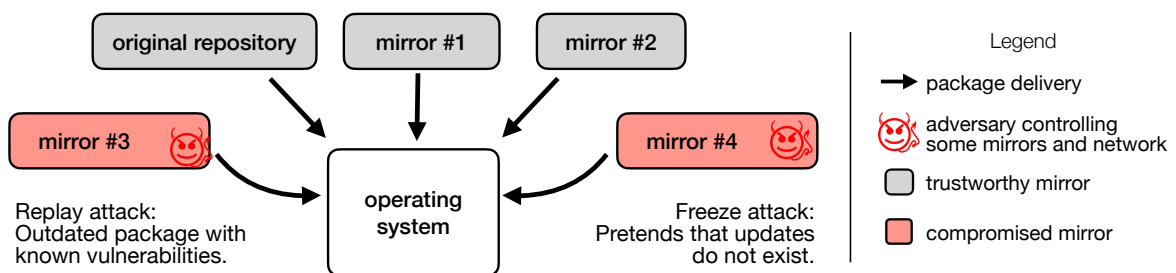 original repository
mirror #1
mirror #2
mirror #3
mirror #4
operating
system
Replay attack:
Outdated package with
known vulnerabilities.
Freeze attack:
Pretends that updates
do not exist.
Legend
package delivery
adversary controlling
some mirrors and network
trustworthy mirror
compromised mirror